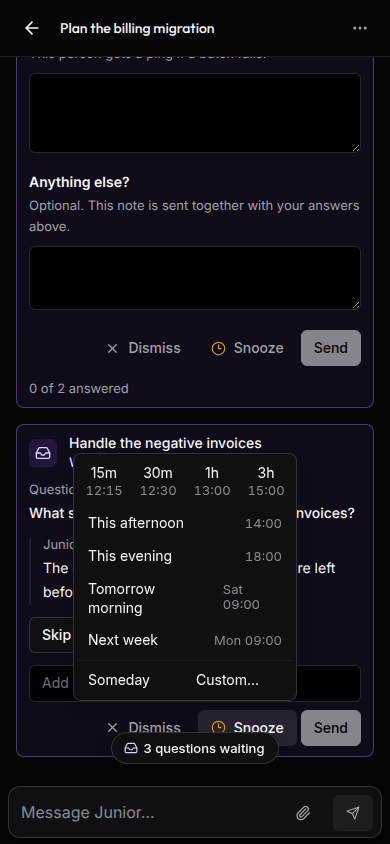 Plan the billing migration
This person gets a ping if a batch fails.
Anything else?
Optional. This note is sent together with your answers
above.
Dismiss
Snooze
Send
0 of 2 answered
Handle the negative invoices
15m 30m 1h 3h
12:15 12:30 13:00 15:00
Questio
What s nvoices?
This afternoon 14:00
Junio
This evening 18:00
The re left
Tomorrow morning Sat 09:00
befo
Skip
Next week Mon 09:00
Add
Someday Custom...
Dismiss
Snooze
Send
3 questions waiting
Message Junior...